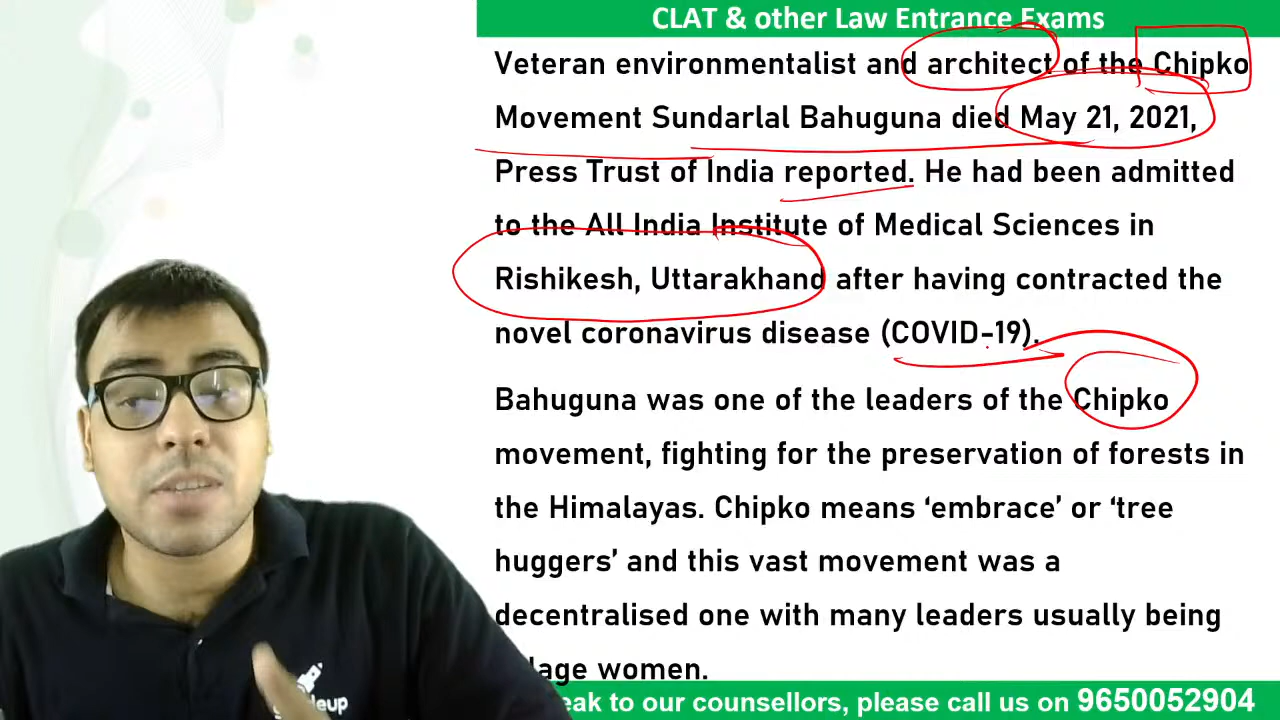 CLAT & other Law Entrance Exams
Veteran environmentalist and architect of the Chipko
Movement Sundarlal Bahuguna died May 21, 2021,
Press Trust of India reported. He had been admitted
to the All India Institute of Medical Sciences in
Rishikesh, Uttarakhand after having contracted the
novel coronavirus disease (COVID-19).
Bahuguna was one of the leaders of the Chipko
movement, fighting for the preservation of forests in
the Himalayas. Chipko means ‘embrace’ or ‘tree
huggers’ and this vast movement was a
decentralised one with many leaders usually being
women.
to our counsellors, please call us on 9650052904